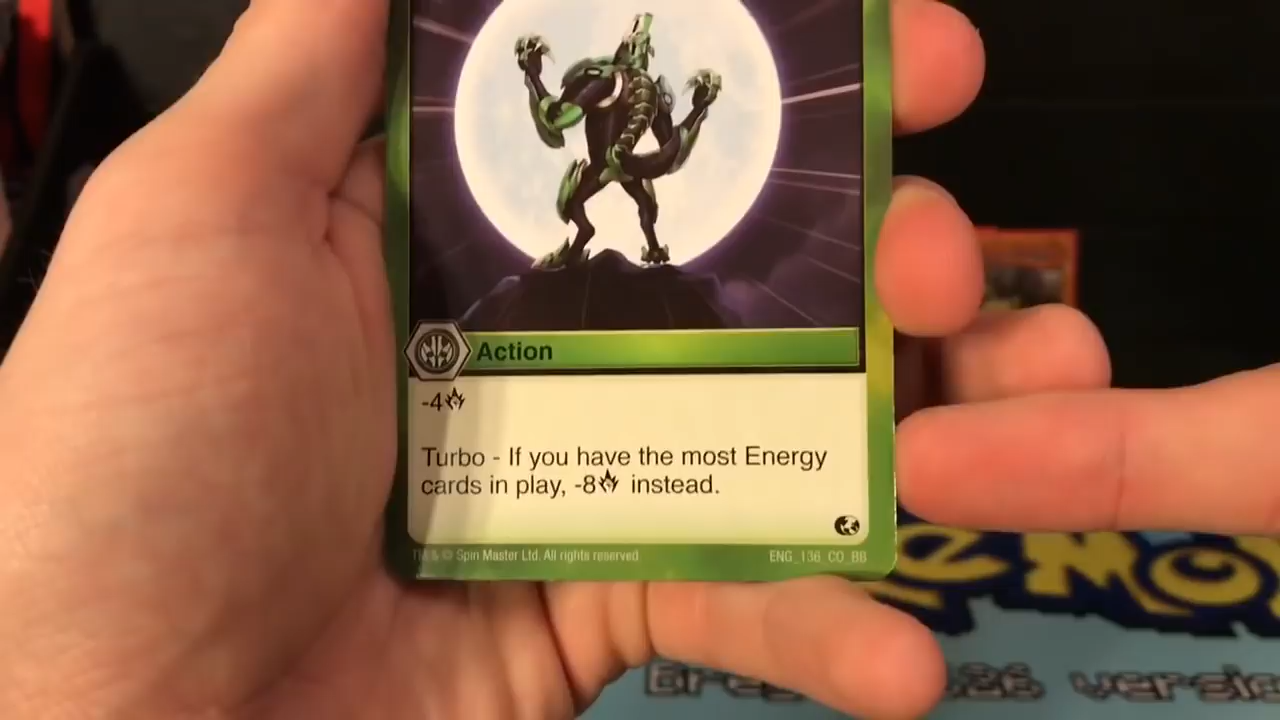 Action
-4
Turbo - If you have the most Energy
cards in play, -8 instead.
TM & © Spin Master Ltd. All rights reserved
ENG_136_CO_BB